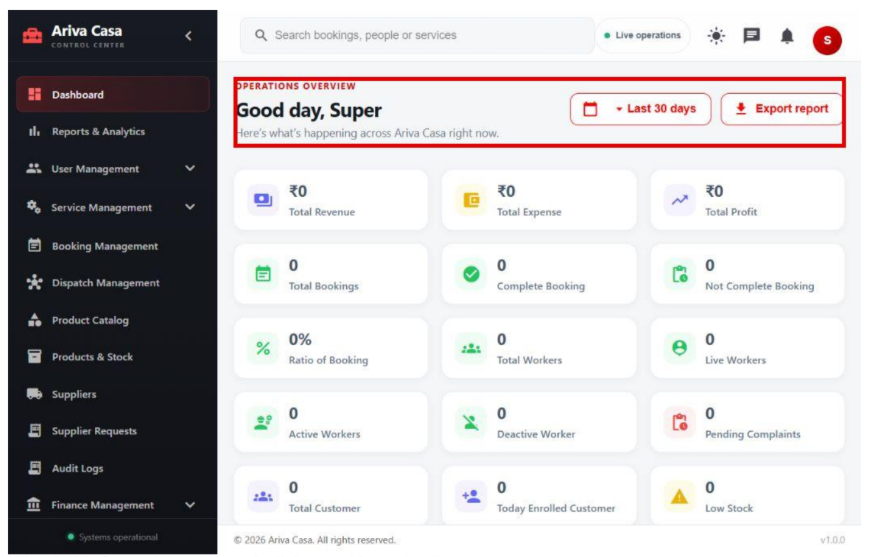 Ariva Casa
CONTROL CENTER
Search bookings, people or services
Live operations
S
Dashboard
Reports & Analytics
User Management
Service Management
Booking Management
Dispatch Management
Product Catalog
Products & Stock
Suppliers
Supplier Requests
Audit Logs
Finance Management
Systems operational
OPERATIONS OVERVIEW
Good day, Super
Here's what's happening across Ariva Casa right now.
Last 30 days
Export report
₹0
Total Revenue
₹0
Total Expense
₹0
Total Profit
0
Total Bookings
0
Complete Booking
0
Not Complete Booking
0%
Ratio of Booking
0
Total Workers
0
Live Workers
0
Active Workers
0
Deactive Worker
0
Pending Complaints
0
Total Customer
0
Today Enrolled Customer
0
Low Stock
© 2026 Ariva Casa. All rights reserved.
v1.0.0